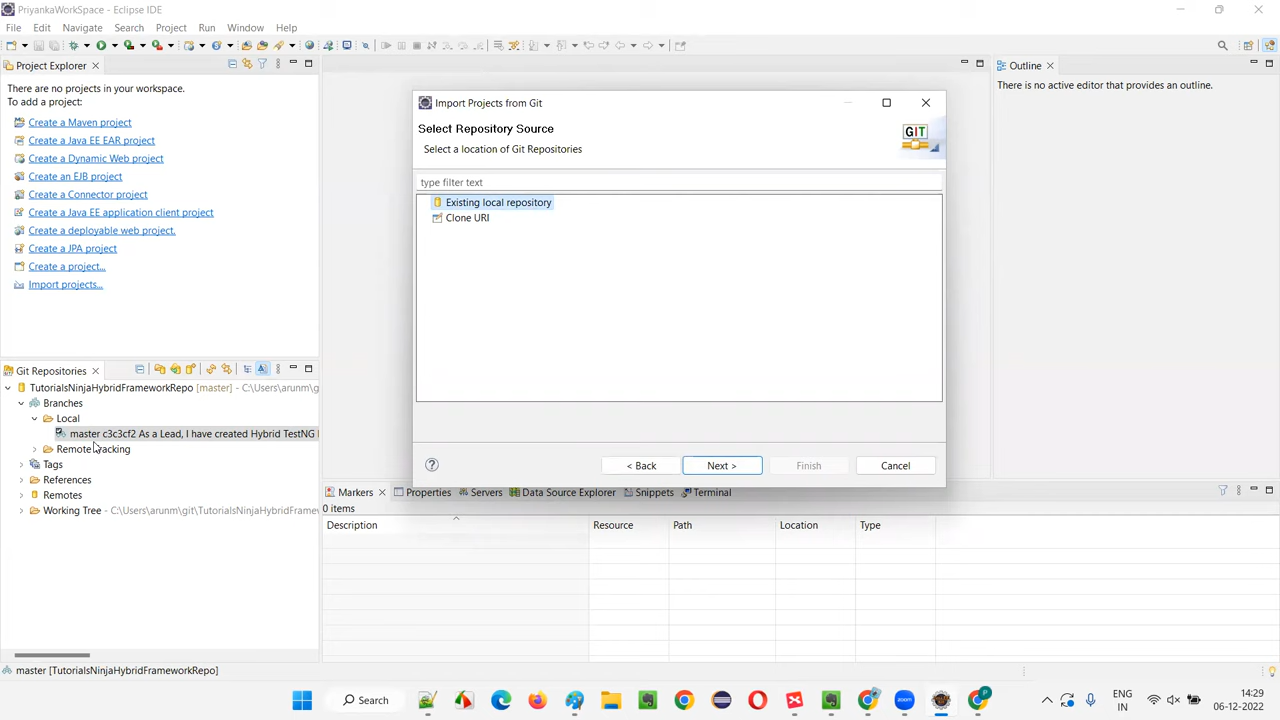 PriyankaWorkSpace - Eclipse IDE
File Edit Navigate Search Project Run Window Help
Project Explorer
There are no projects in your workspace.
To add a project:
Create a Maven project
Create a Java EE EAR project
Create a Dynamic Web project
Create an EJB project
Create a Connector project
Create a Java EE application client project
Create a deployable web project.
Create a JPA project
Create a project...
Import projects...
Import Projects from Git
Select Repository Source
Select a location of Git Repositories
GIT
type filter text
Existing local repository
Clone URI
< Back Next > Finish Cancel
Outline
There is no active editor that provides an outline.
Git Repositories
TutorialsNinjaHybridFrameworkRepo [master] - C:\Users\arunm\g
Branches
Local
master c3c3cf2 As a Lead, I have created Hybrid TestNG
Remote Tracking
Tags
References
Remotes
Working Tree - C:\Users\arunm\git\TutorialsNinjaHybridFramew
Markers Properties Servers Data Source Explorer Snippets Terminal
0 items
Description Resource Path Location Type
master [TutorialsNinjaHybridFrameworkRepo]
Search
ENG
IN
14:29
06-12-2022